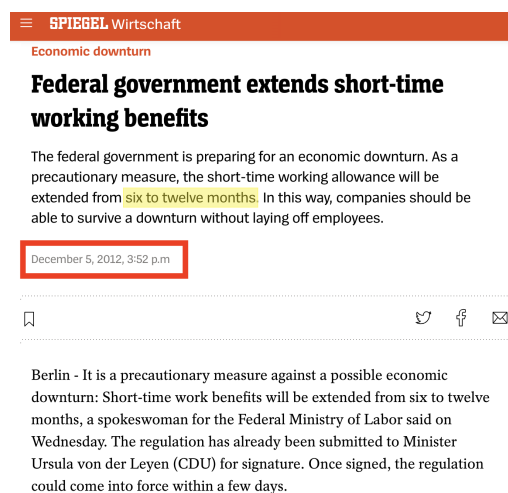 SPIEGEL Wirtschaft
Economic downturn
Federal government extends short-time
working benefits
The federal government is preparing for an economic downturn. As a
precautionary measure, the short-time working allowance will be
extended from six to twelve months. In this way, companies should be
able to survive a downturn without laying off employees.
December 5, 2012, 3:52 p.m
Berlin - It is a precautionary measure against a possible economic
downturn: Short-time work benefits will be extended from six to twelve
months, a spokeswoman for the Federal Ministry of Labor said on
Wednesday. The regulation has already been submitted to Minister
Ursula von der Leyen (CDU) for signature. Once signed, the regulation
could come into force within a few days.